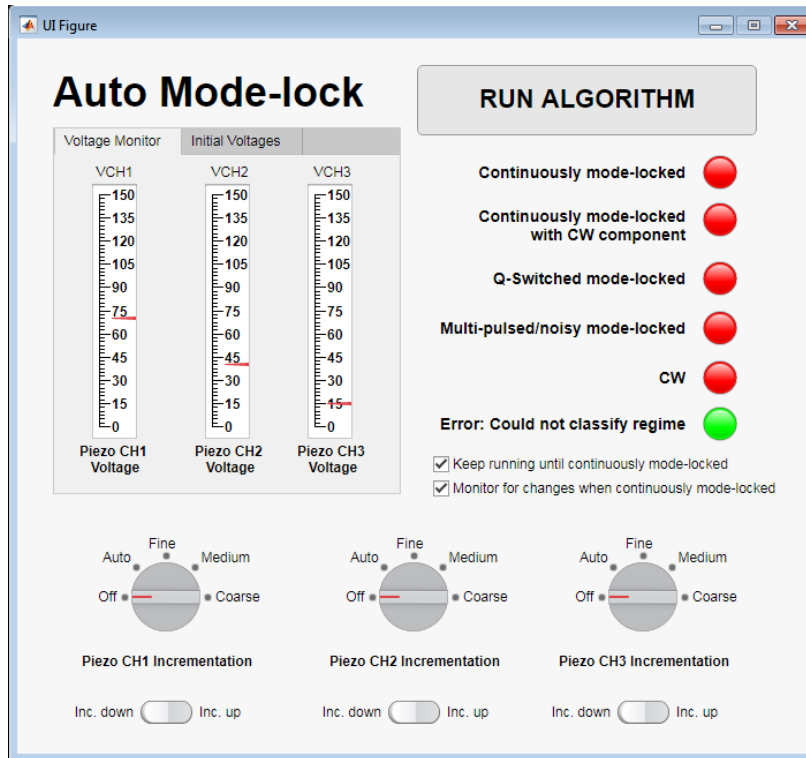 UI Figure
Auto Mode-lock
RUN ALGORITHM
Voltage Monitor Initial Voltages
VCH1 VCH2 VCH3
150 150 150
135 135 135
120 120 120
105 105 105
90 90 90
75 75 75
60 60 60
45 45 45
30 30 30
15 15 15
0 0 0
Piezo CH1 Piezo CH2 Piezo CH3
Voltage Voltage Voltage
Continuously mode-locked
Continuously mode-locked
with CW component
Q-Switched mode-locked
Multi-pulsed/noisy mode-locked
CW
Error: Could not classify regime
Keep running until continuously mode-locked
Monitor for changes when continuously mode-locked
Fine Fine Fine
Auto Medium Auto Medium Auto Medium
Off Coarse Off Coarse Off Coarse
Piezo CH1 Incrementation Piezo CH2 Incrementation Piezo CH3 Incrementation
Inc. down Inc. up Inc. down Inc. up Inc. down Inc. up